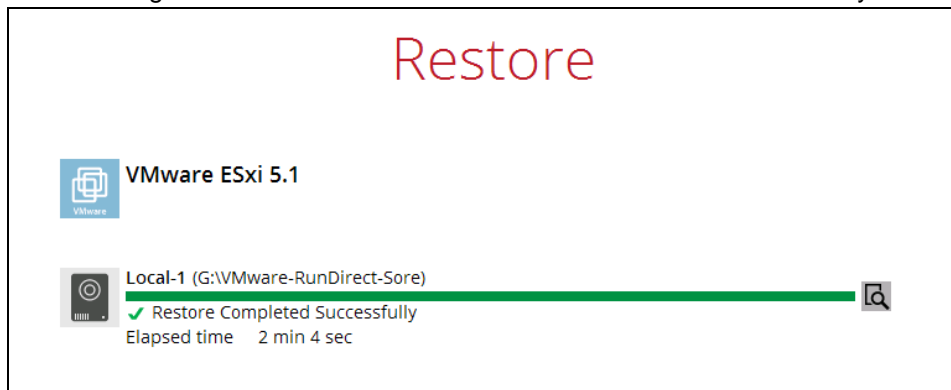 Restore
VMware ESxi 5.1
VMware
Local-1 (G:\VMware-RunDirect-Sore)
Restore Completed Successfully
Elapsed time 2 min 4 sec